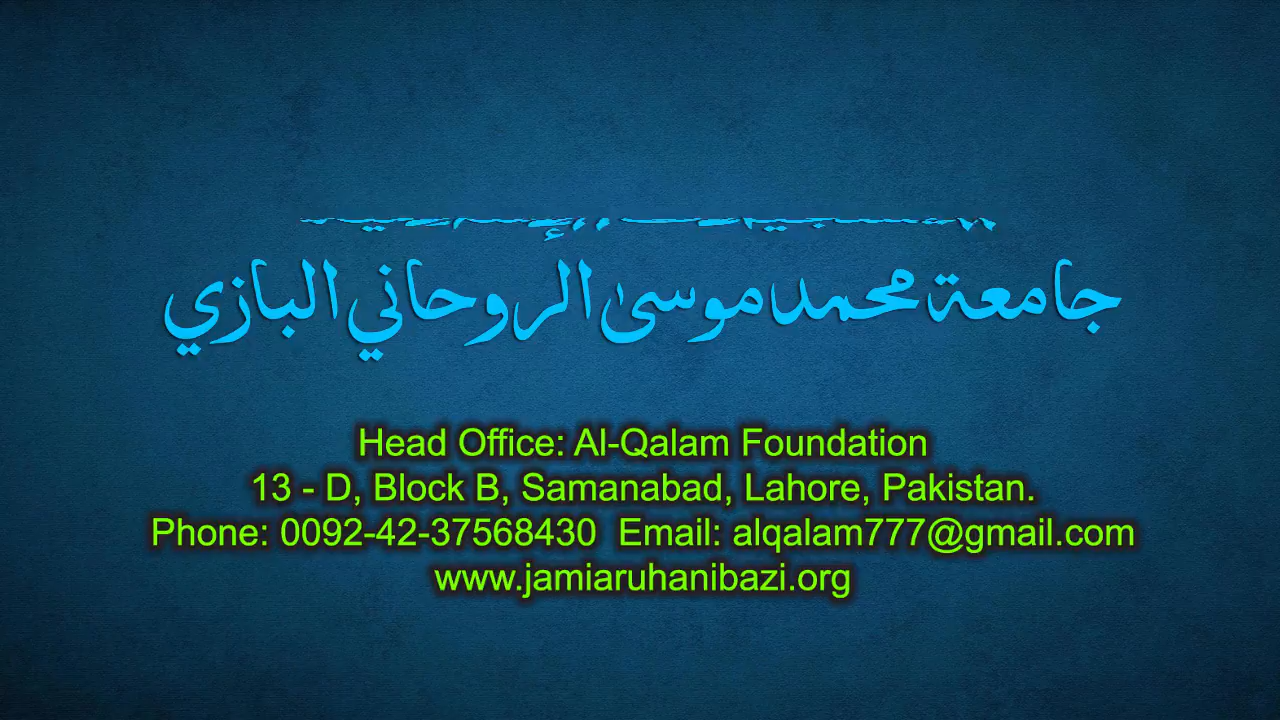 جامعة محمد موسىٰ الروحاني البازي
Head Office: Al-Qalam Foundation
13 - D, Block B, Samanabad, Lahore, Pakistan.
Phone: 0092-42-37568430 Email: alqalam777@gmail.com
www.jamiaruhanibazi.org